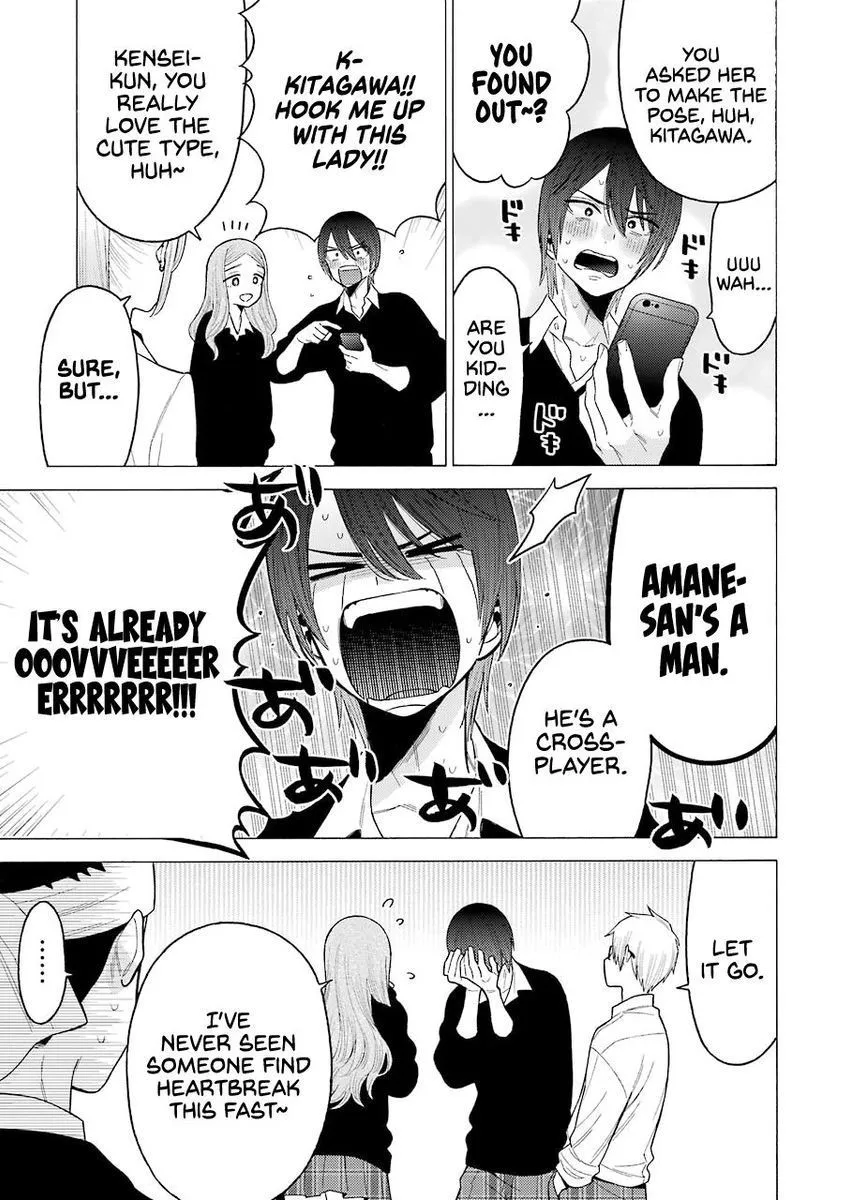 YOU
ASKED HER
TO MAKE THE
POSE, HUH,
KITAGAWA.
YOU
FOUND
OUT~?
UUU
WAH...
ARE
YOU
KID-
DING
...
ドキ
ドキ
ドキ
K-
KITAGAWA!!
HOOK ME UP
WITH THIS
LADY!!
KENSEI-
KUN, YOU
REALLY
LOVE THE
CUTE TYPE,
HUH~
SURE,
BUT...
AMANE-
SAN'S A
MAN.
HE'S A
CROSS-
PLAYER.
あ゛
あ゛
あ゛
あ゛
あ゛
IT'S ALREADY
OOOVVVEEEEER
ERRRRRRR!!!
LET
IT GO.
I'VE
NEVER SEEN
SOMEONE FIND
HEARTBREAK
THIS FAST~
......